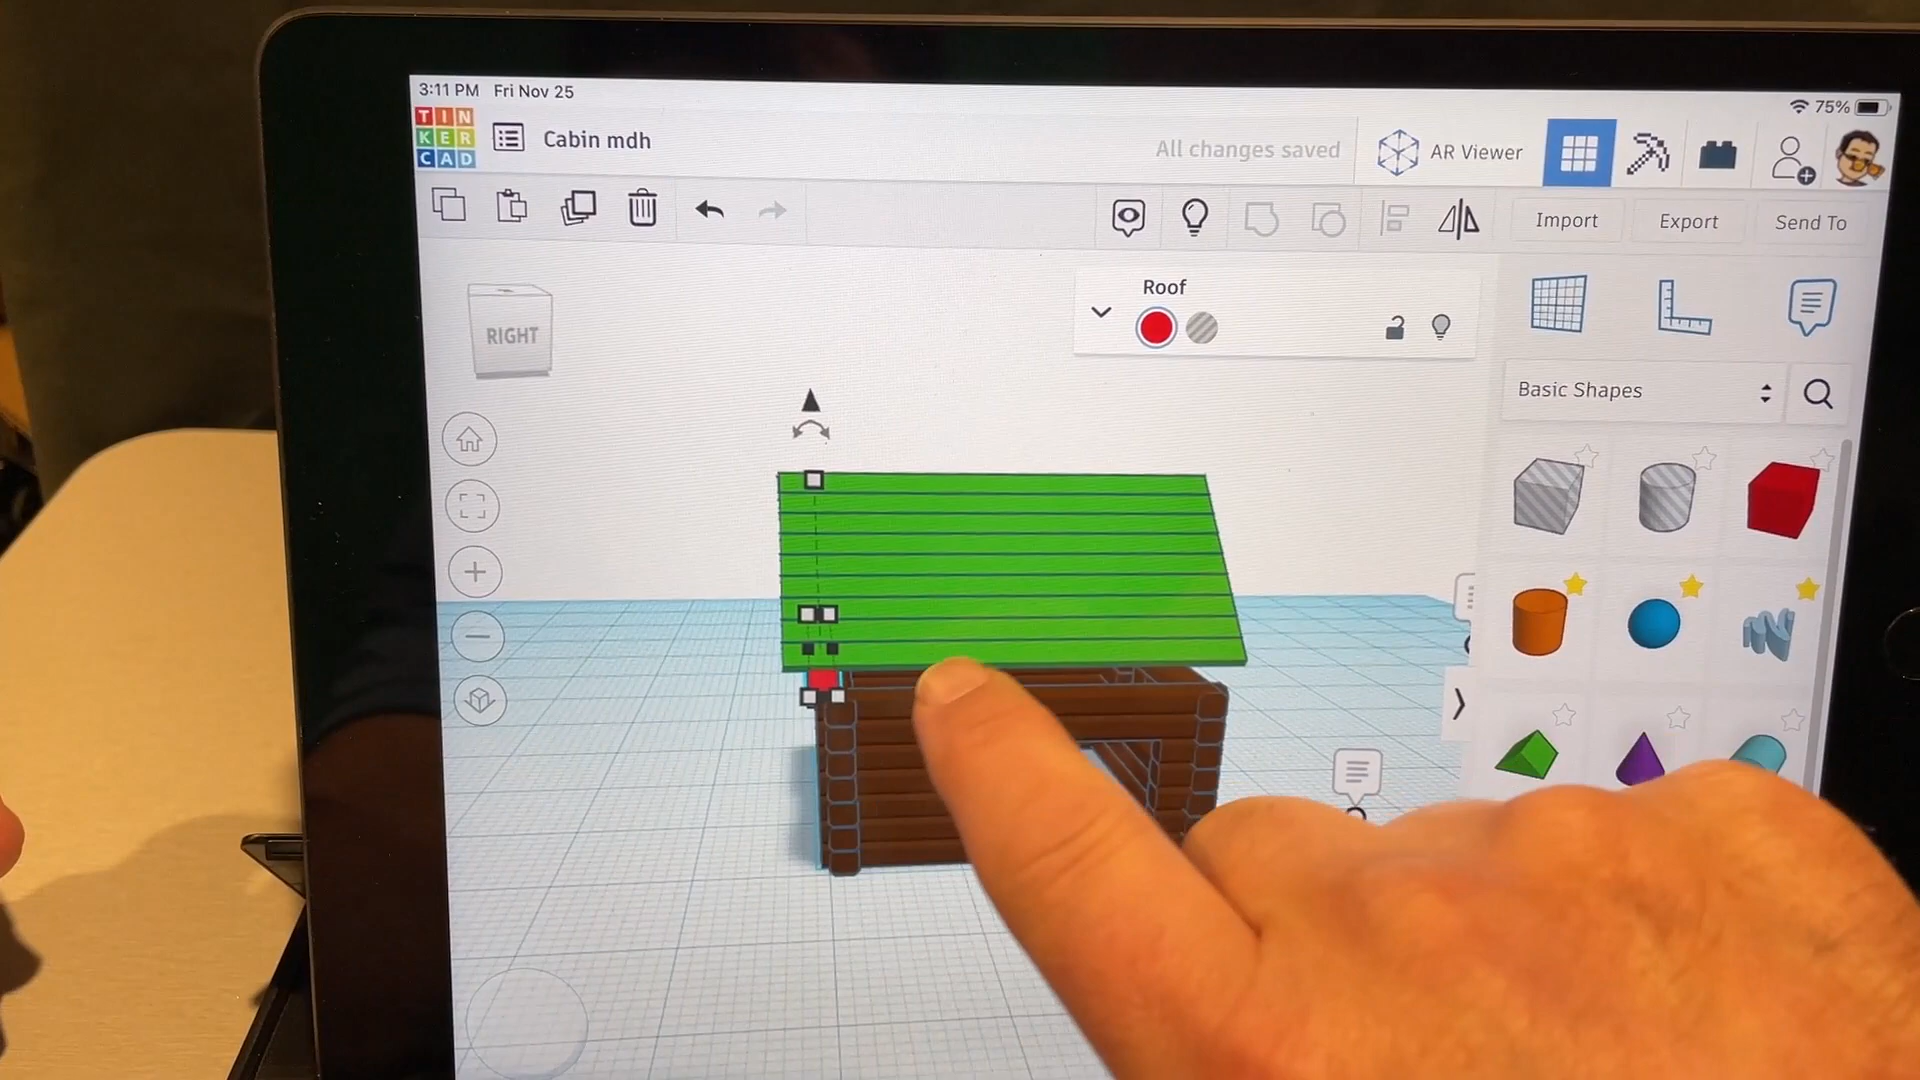 3:11 PM Fri Nov 25
75%
TIN
KER
CAD
Cabin mdh
All changes saved
AR Viewer
Import
Export
Send To
RIGHT
Roof
Basic Shapes